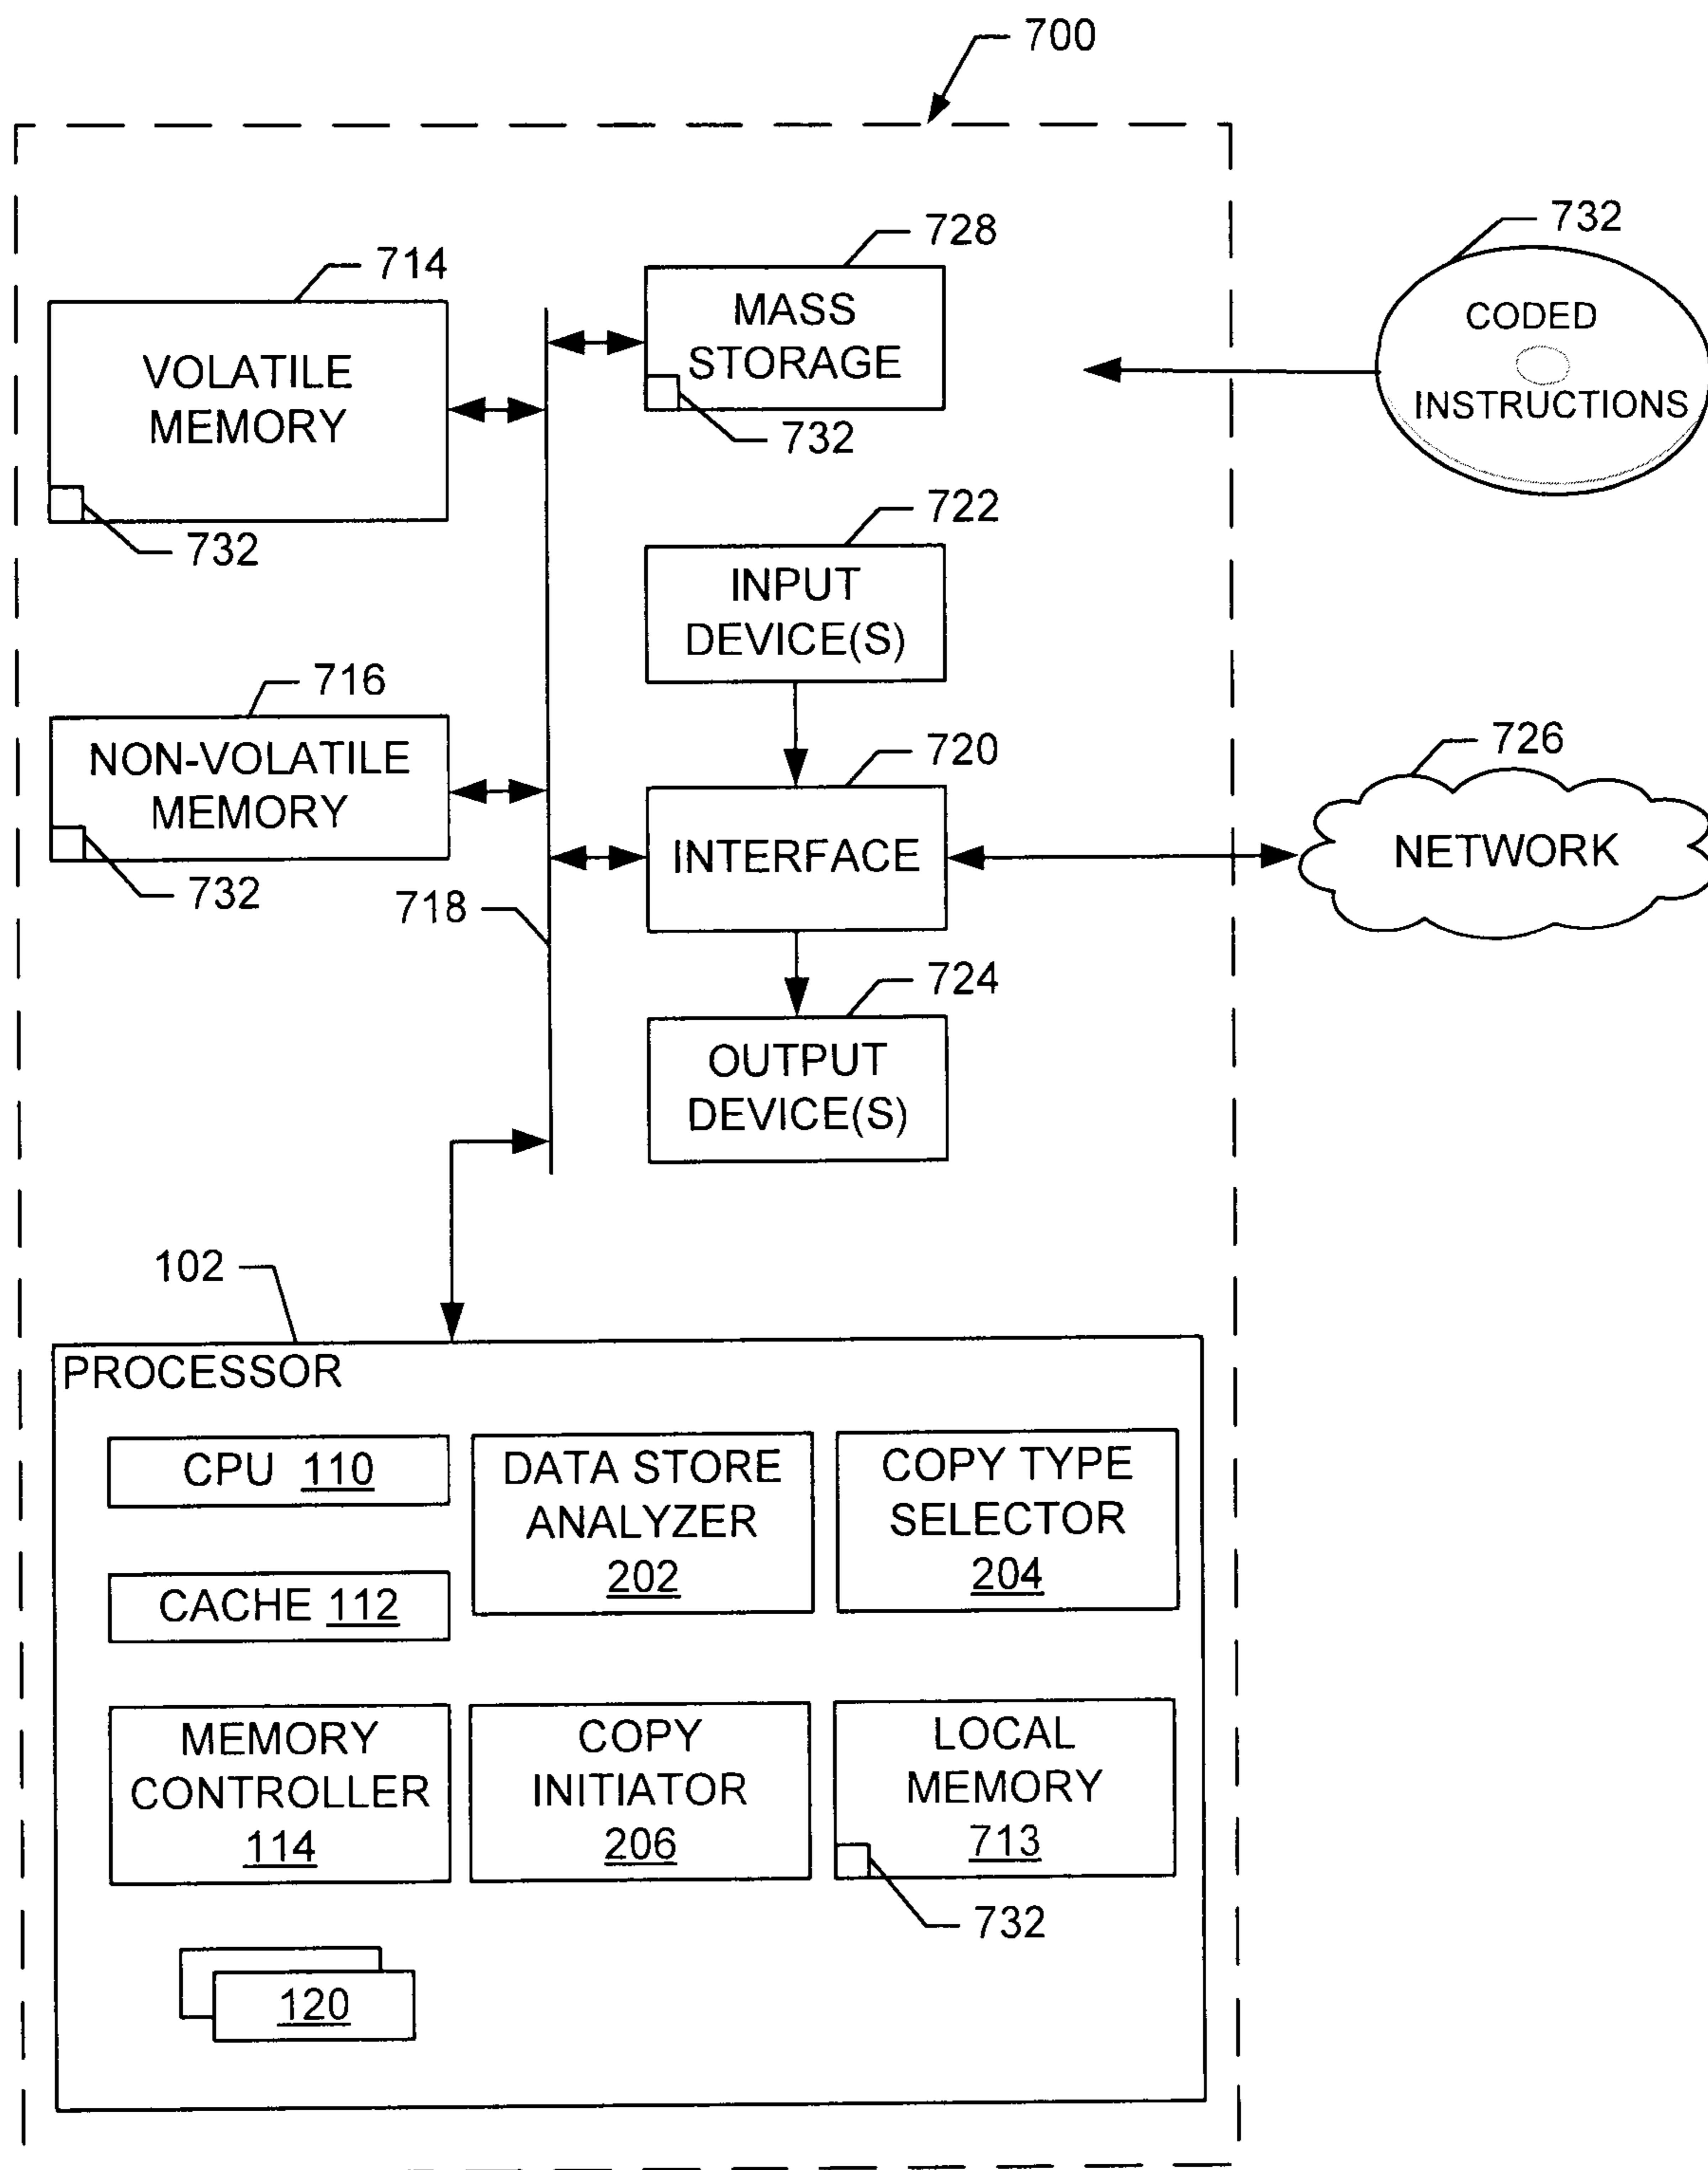 700
732
728
714
MASS
STORAGE
CODED
INSTRUCTIONS
VOLATILE
MEMORY
732
732
722
INPUT
DEVICE(S)
716
726
720
NON-VOLATILE
MEMORY
INTERFACE
NETWORK
732
718
724
OUTPUT
DEVICE(S)
102
PROCESSOR
CPU 110
DATA STORE
ANALYZER
202
COPY TYPE
SELECTOR
204
CACHE 112
MEMORY
CONTROLLER
114
COPY
INITIATOR
206
LOCAL
MEMORY
713
732
120